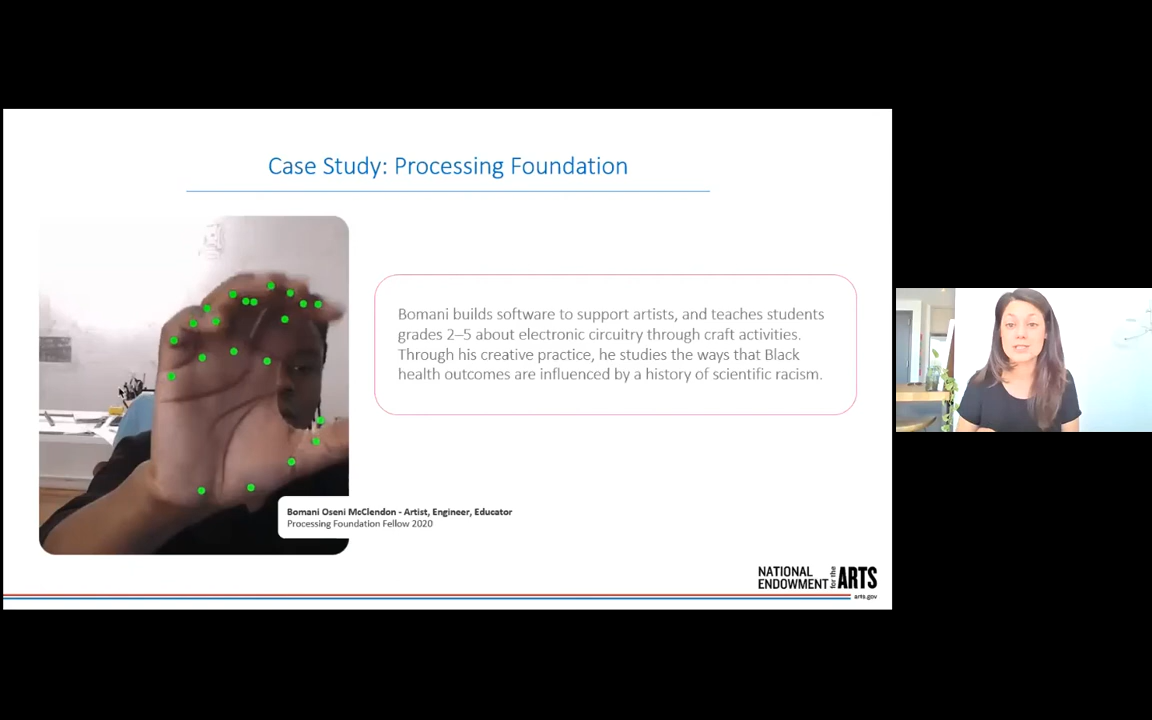 Case Study: Processing Foundation
Bomani builds software to support artists, and teaches students
grades 2–5 about electronic circuitry through craft activities.
Through his creative practice, he studies the ways that Black
health outcomes are influenced by a history of scientific racism.
Bomani Oseni McClendon - Artist, Engineer, Educator
Processing Foundation Fellow 2020
NATIONAL
ENDOWMENT for the ARTS
arts.gov